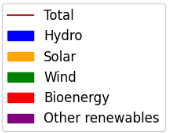 Total
Hydro
Solar
Wind
Bioenergy
Other renewables